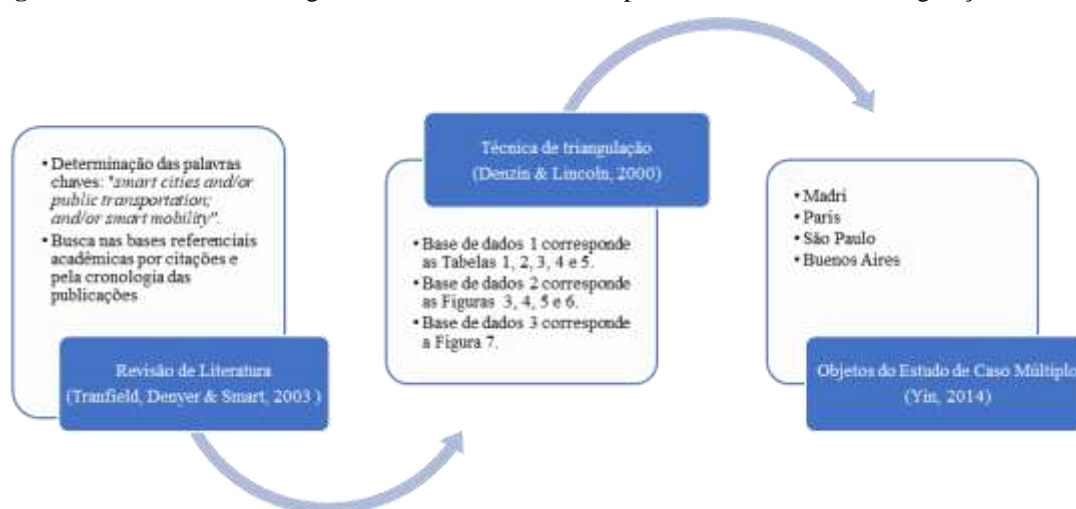 • Determinação das palavras
chaves: "smart cities and/or
public transportation;
and/or smart mobility".
• Busca nas bases referenciais
acadêmicas por citações e
pela cronologia das
publicações
Revisão de Literatura
(Tranfield, Denyer & Smart, 2003 )
Técnica de triangulação
(Denzin & Lincoln, 2000)
• Base de dados 1 corresponde
as Tabelas 1, 2, 3, 4 e 5.
• Base de dados 2 corresponde
as Figuras 3, 4, 5 e 6.
• Base de dados 3 corresponde
a Figura 7.
• Madri
• Paris
• São Paulo
• Buenos Aires
Objetos do Estudo de Caso Múltiplo
(Yin, 2014)